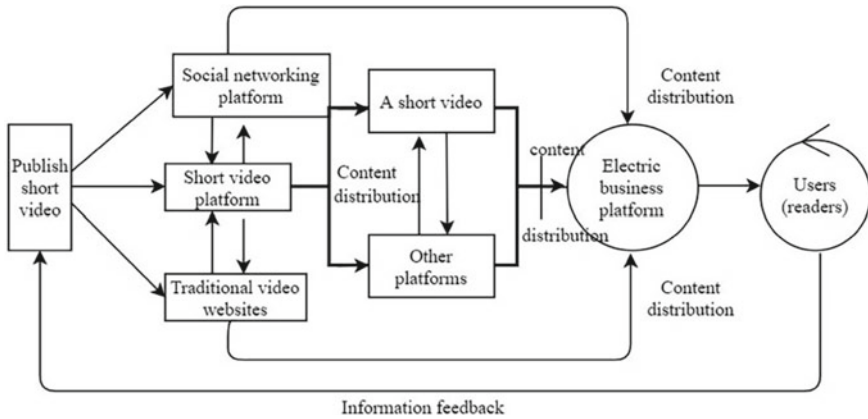 Social networking
platform
A short video
Content
distribution
Publish
short
video
Short video
platform
Content
distribution
content
distribution
Electric
business
platform
Users
(readers)
Other
platforms
Traditional video
websites
Content
distribution
Information feedback